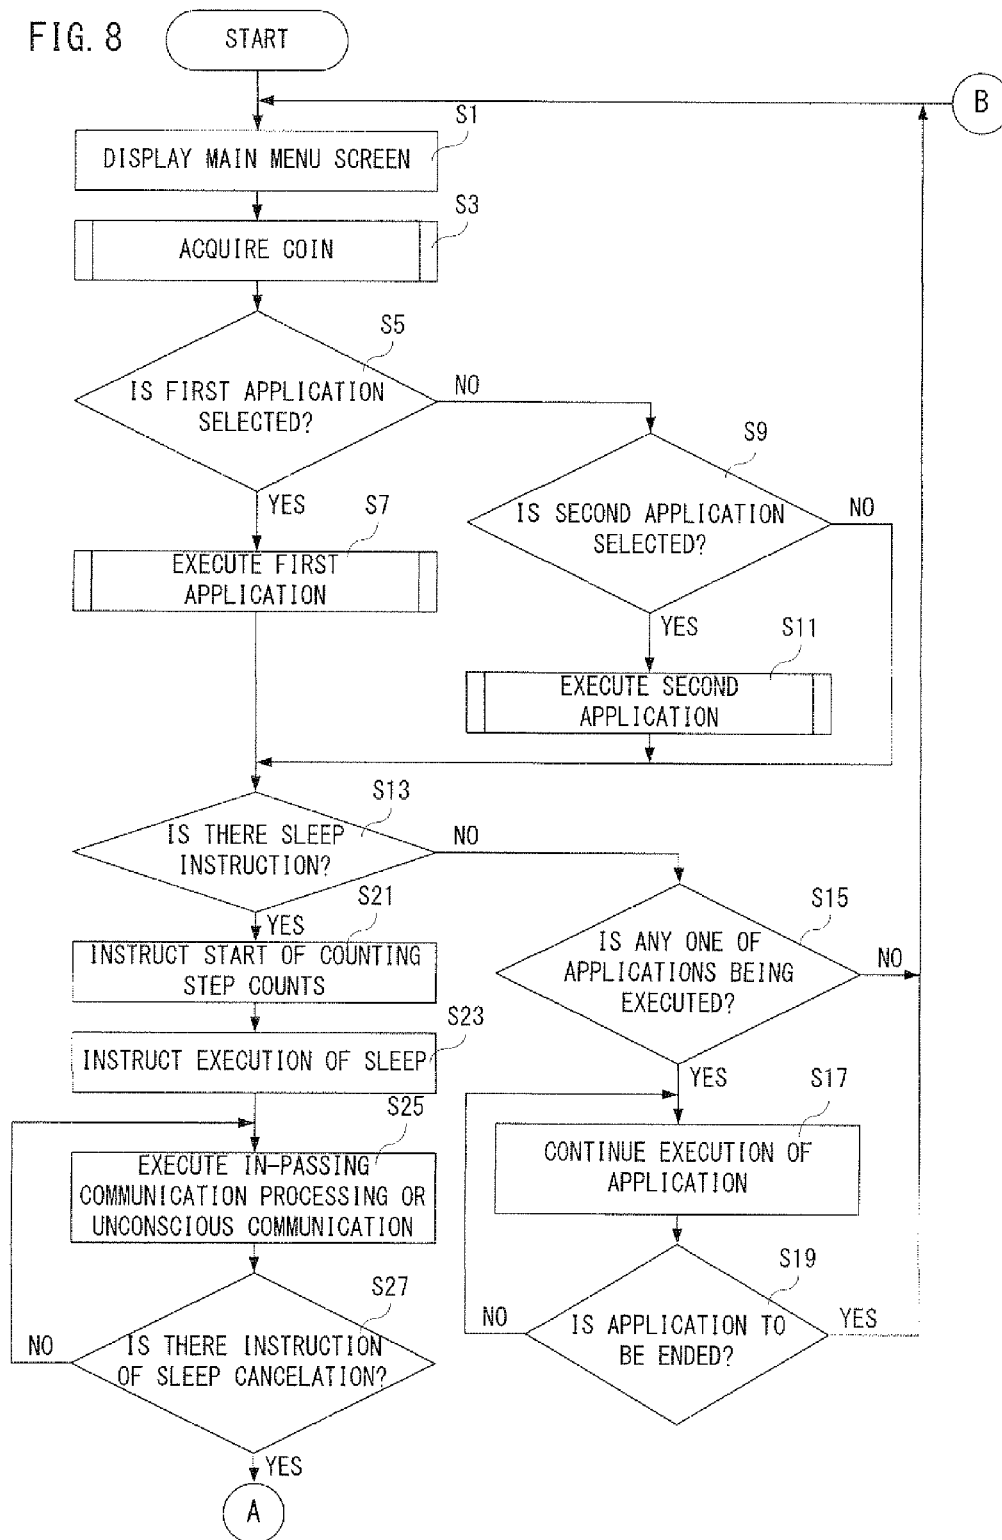 FIG. 8
START
B
S1
DISPLAY MAIN MENU SCREEN
S3
ACQUIRE COIN
S5
IS FIRST APPLICATION
SELECTED?
NO
YES
S9
IS SECOND APPLICATION
SELECTED?
NO
YES
S7
EXECUTE FIRST
APPLICATION
S11
EXECUTE SECOND
APPLICATION
S13
IS THERE SLEEP
INSTRUCTION?
NO
YES
S15
IS ANY ONE OF
APPLICATIONS BEING
EXECUTED?
NO
YES
S21
INSTRUCT START OF COUNTING
STEP COUNTS
S23
INSTRUCT EXECUTION OF SLEEP
S17
CONTINUE EXECUTION OF
APPLICATION
S25
EXECUTE IN-PASSING
COMMUNICATION PROCESSING OR
UNCONSCIOUS COMMUNICATION
S19
IS APPLICATION TO
BE ENDED?
NO
YES
S27
IS THERE INSTRUCTION
OF SLEEP CANCELATION?
NO
YES
A